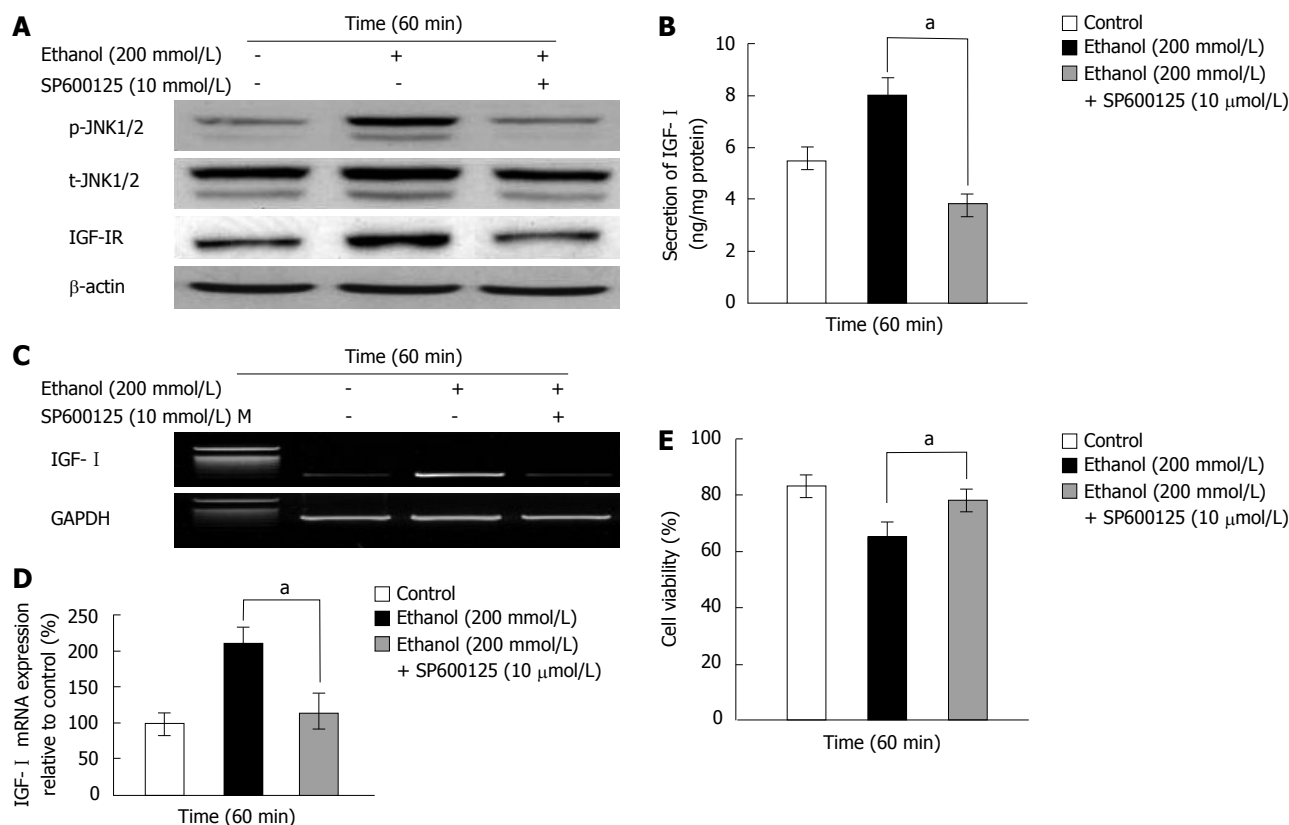 A
Time (60 min)
Ethanol (200 mmol/L) - + +
SP600125 (10 mmol/L) - - +
p-JNK1/2
t-JNK1/2
IGF-IR
β-actin
B
Secretion of IGF-Ⅰ
(ng/mg protein)
10
8
6
4
2
0
a
Time (60 min)
Control
Ethanol (200 mmol/L)
Ethanol (200 mmol/L)
+ SP600125 (10 μmol/L)
C
Time (60 min)
Ethanol (200 mmol/L) - + +
SP600125 (10 mmol/L) M - - +
IGF-Ⅰ
GAPDH
D
IGF-Ⅰ mRNA expression
relative to control (%)
250
200
150
100
50
0
a
Time (60 min)
Control
Ethanol (200 mmol/L)
Ethanol (200 mmol/L)
+ SP600125 (10 μmol/L)
E
Cell viability (%)
100
80
60
40
20
0
a
Time (60 min)
Control
Ethanol (200 mmol/L)
Ethanol (200 mmol/L)
+ SP600125 (10 μmol/L)